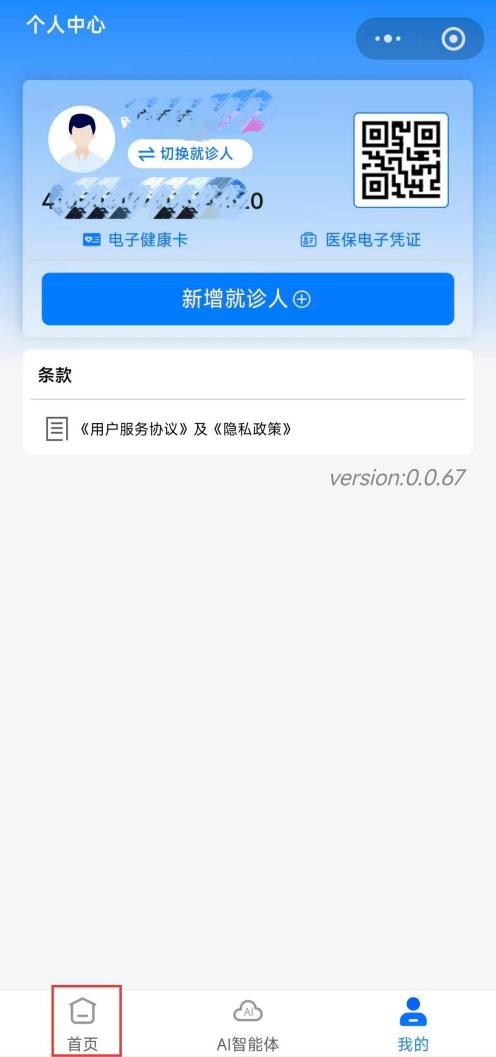 个人中心
切换就诊人
电子健康卡
医保电子凭证
新增就诊人
条款
《用户服务协议》及《隐私政策》
version:0.0.67
首页
AI
AI智能体
我的